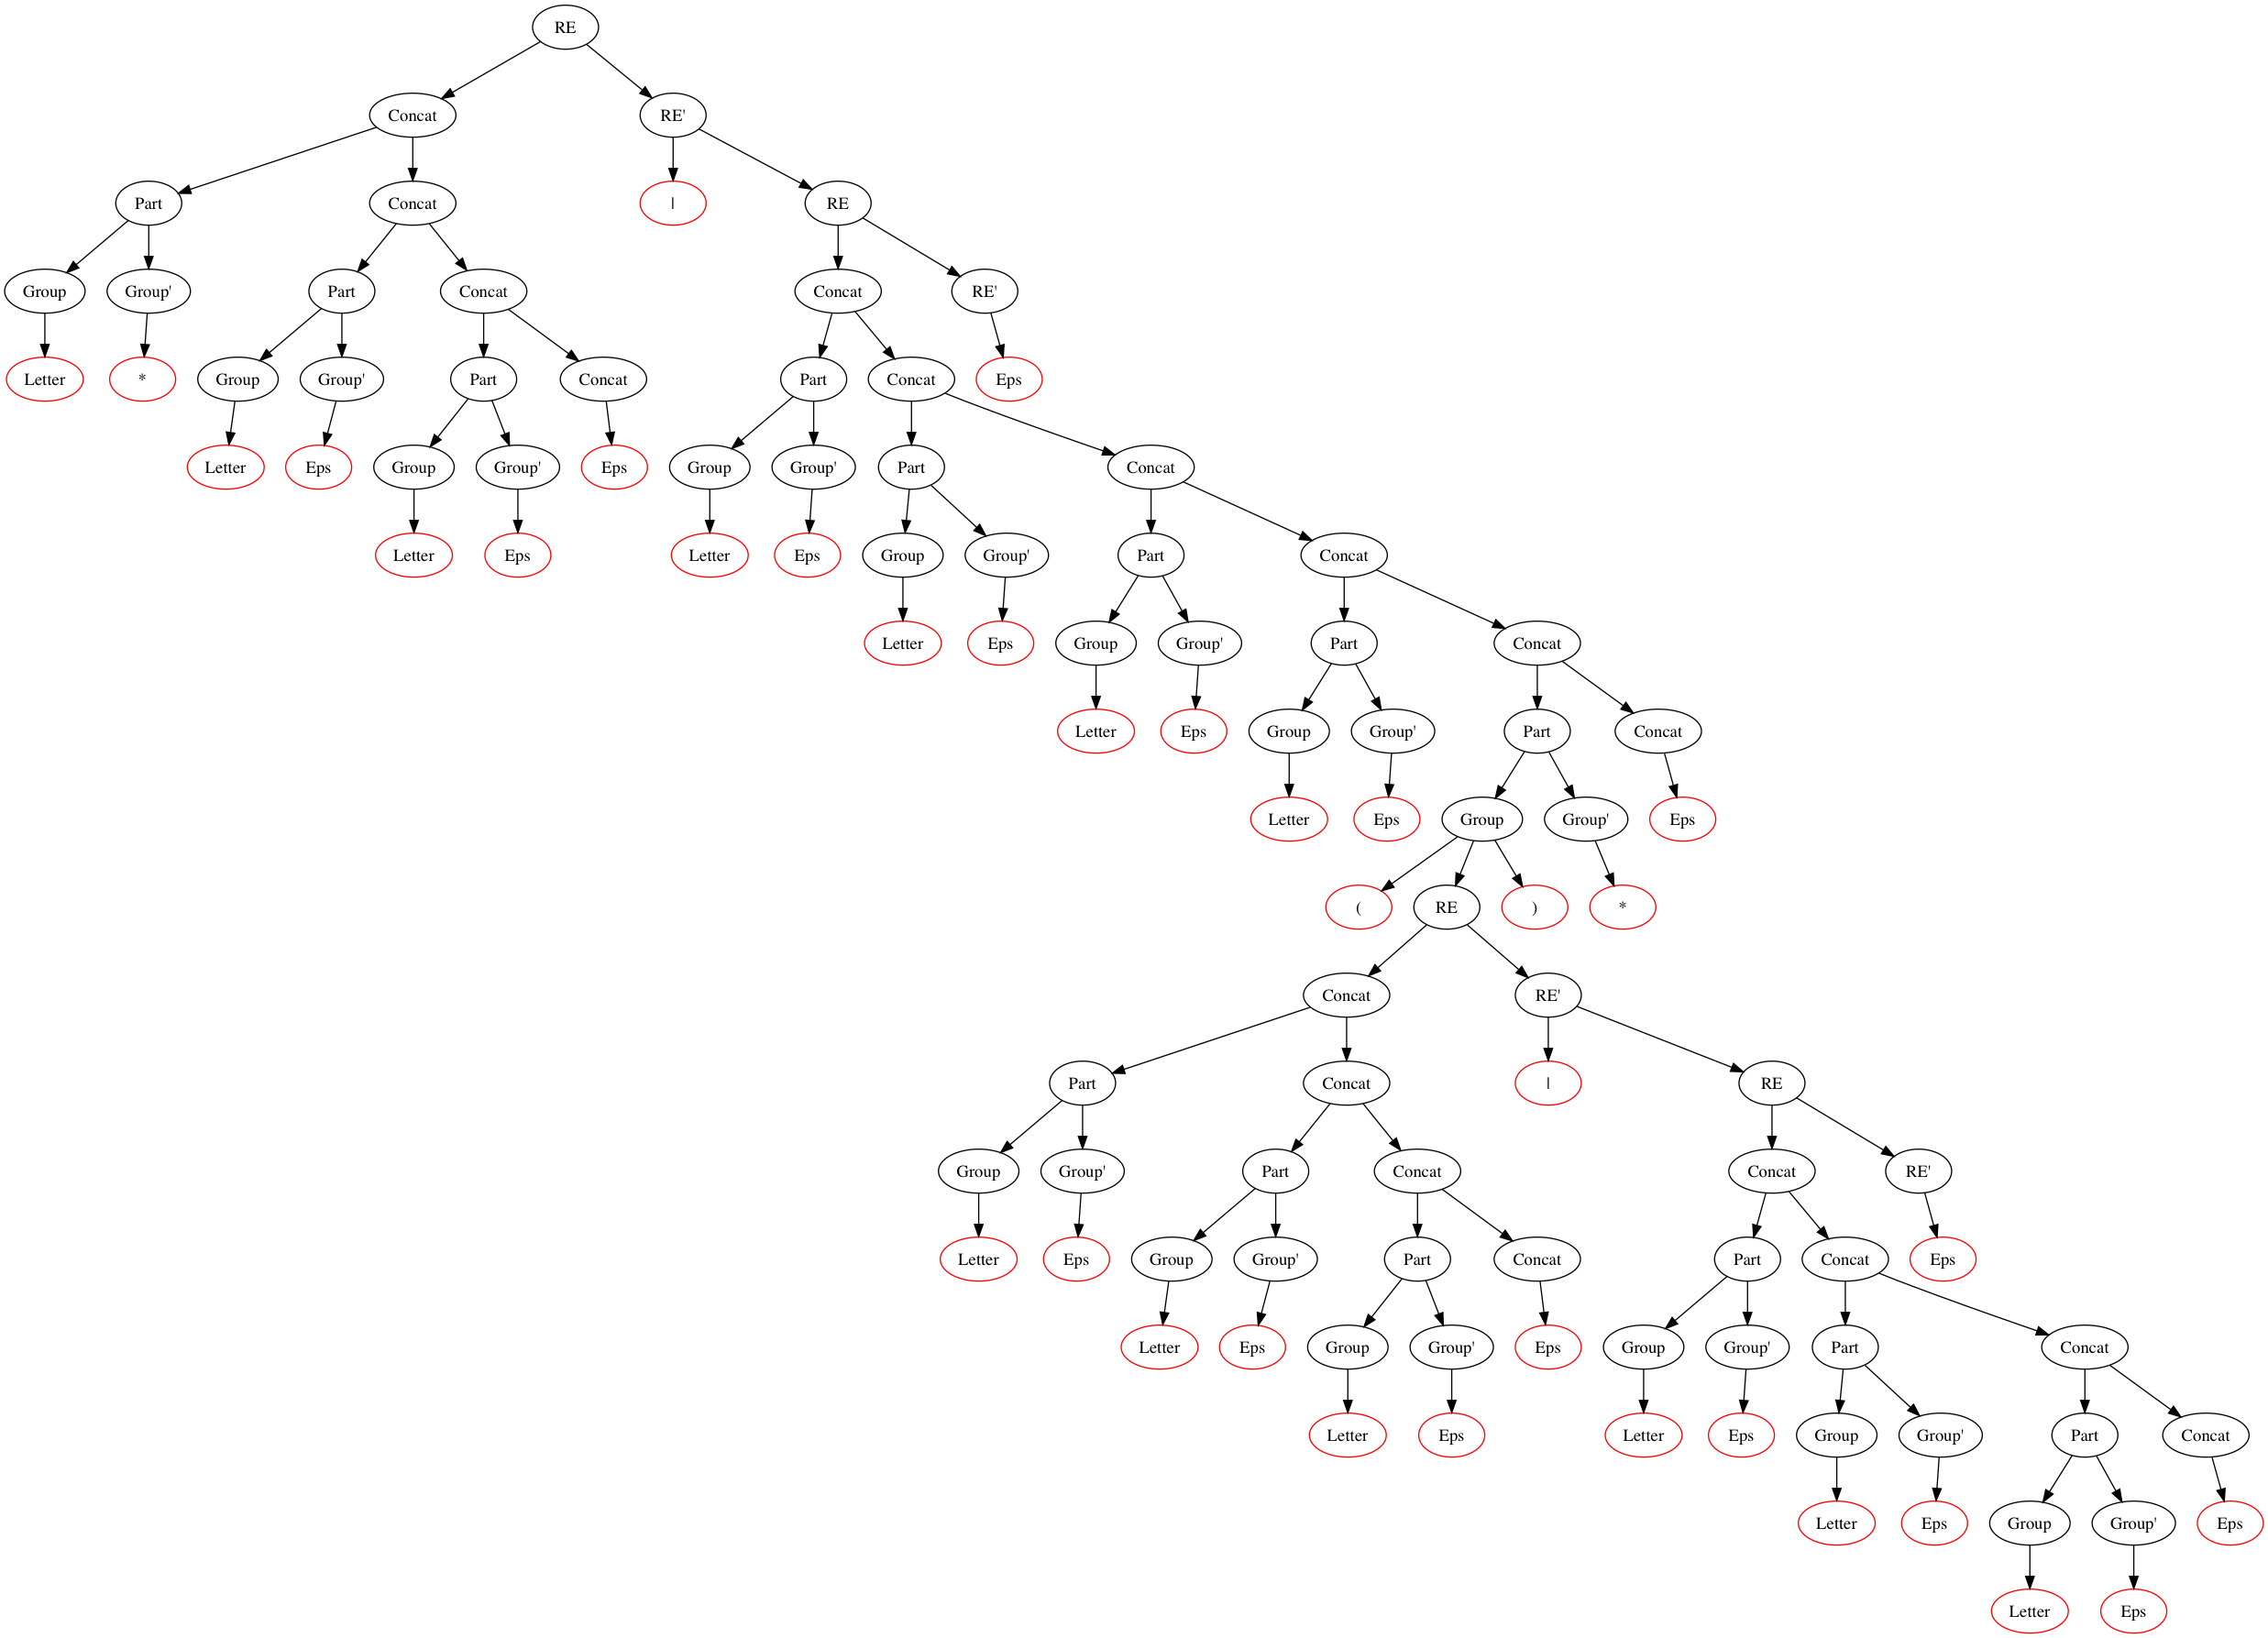 RE
Concat RE'
Part Concat | RE
Group Group' Part Concat Concat RE'
Letter * Group Group' Part Concat Part Concat Eps
Letter Eps Group Group' Eps Group Group' Part Concat
Letter Eps Letter Eps Group Group' Part Concat
Letter Eps Group Group' Part Concat
Letter Eps Group Group' Part Concat
Letter Eps Group Group' Eps
( RE ) *
Concat RE'
Part Concat | RE
Group Group' Part Concat Concat RE'
Letter Eps Group Group' Part Concat Part Concat Eps
Letter Eps Group Group' Eps Group Group' Part Concat
Letter Eps Letter Eps Group Group' Part Concat
Letter Eps Group Group' Eps
Letter Eps